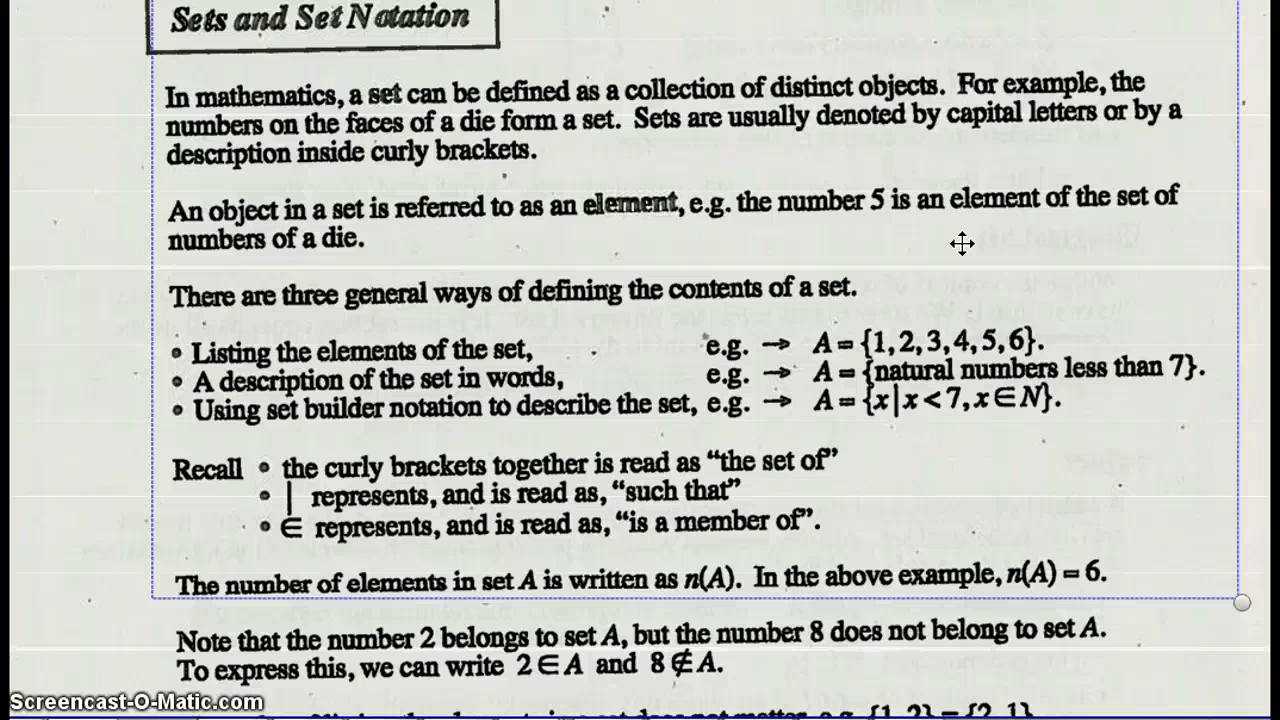 Sets and Set Notation
In mathematics, a set can be defined as a collection of distinct objects. For example, the
numbers on the faces of a die form a set. Sets are usually denoted by capital letters or by a
description inside curly brackets.
An object in a set is referred to as an element, e.g. the number 5 is an element of the set of
numbers of a die.
There are three general ways of defining the contents of a set.
• Listing the elements of the set, e.g. → A = {1, 2, 3, 4, 5, 6}.
• A description of the set in words, e.g. → A = {natural numbers less than 7}.
• Using set builder notation to describe the set, e.g. → A = {x | x < 7, x ∈ N}.
Recall • the curly brackets together is read as “the set of”
• | represents, and is read as, “such that”
• ∈ represents, and is read as, “is a member of”.
The number of elements in set A is written as n(A). In the above example, n(A) = 6.
Note that the number 2 belongs to set A, but the number 8 does not belong to set A.
To express this, we can write 2 ∈ A and 8 ∉ A.
does not matter, e.g. {1, 2} = {2, 1}
Screencast-O-Matic.com